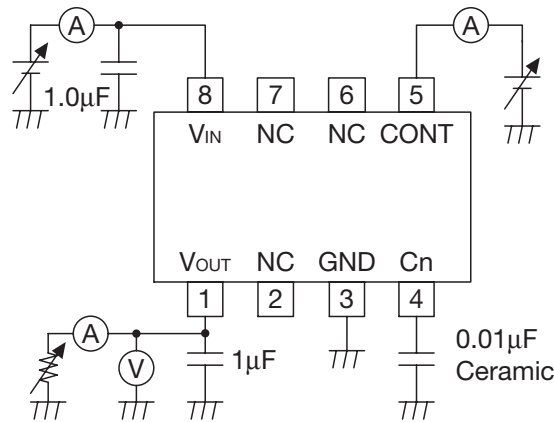 A
A
1.0μF
8 7 6 5
VIN NC NC CONT
VOUT NC GND Cn
1 2 3 4
A
V
1μF
0.01μF
Ceramic